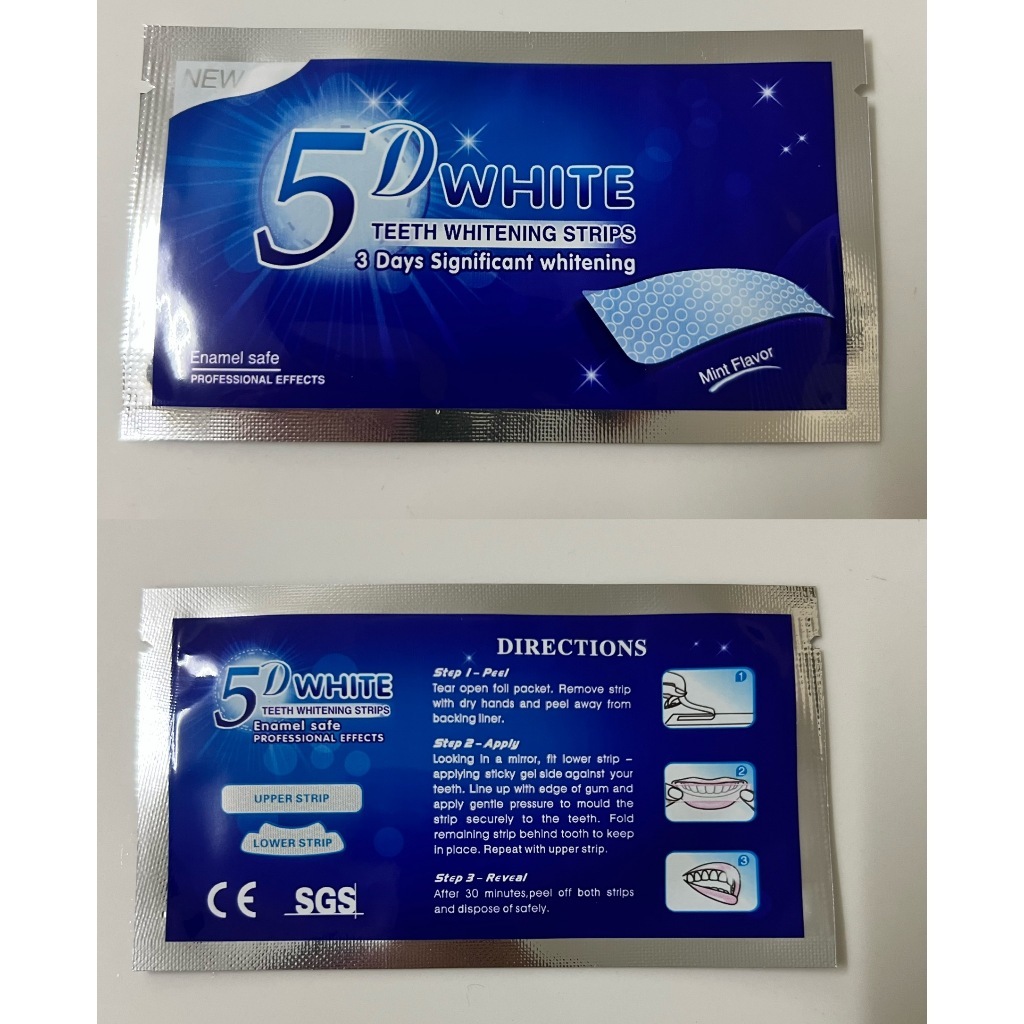 NEW
5D WHITE
TEETH WHITENING STRIPS
3 Days Significant whitening
Enamel safe
PROFESSIONAL EFFECTS
Mint Flavor
5D WHITE
TEETH WHITENING STRIPS
Enamel safe
PROFESSIONAL EFFECTS
UPPER STRIP
LOWER STRIP
CE SGS
DIRECTIONS
Step 1 - Peel
Tear open foil packet. Remove strip
with dry hands and peel away from
backing liner.
1
Step 2 - Apply
Looking in a mirror, fit lower strip –
applying sticky gel side against your
teeth. Line up with edge of gum and
apply gentle pressure to mould the
strip securely to the teeth. Fold
remaining strip behind tooth to keep
in place. Repeat with upper strip.
2
Step 3 - Reveal
After 30 minutes,peel off both strips
and dispose of safely.
3